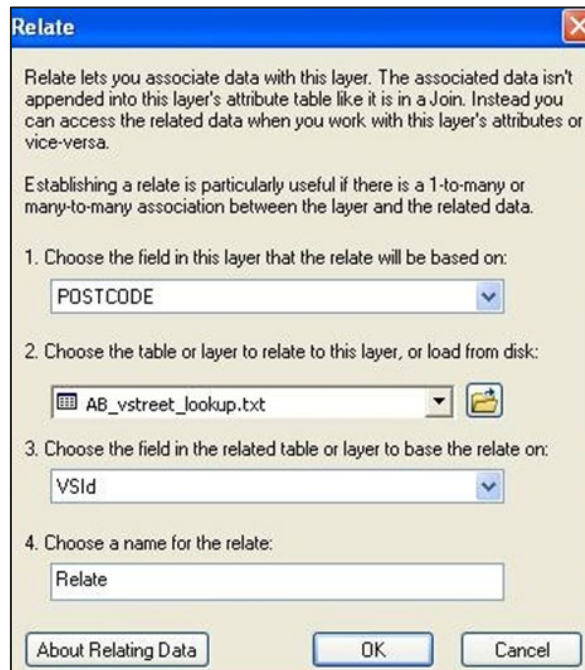 Relate
Relate lets you associate data with this layer. The associated data isn't
appended into this layer's attribute table like it is in a Join. Instead you
can access the related data when you work with this layer's attributes or
vice-versa.
Establishing a relate is particularly useful if there is a 1-to-many or
many-to-many association between the layer and the related data.
1. Choose the field in this layer that the relate will be based on:
POSTCODE
2. Choose the table or layer to relate to this layer, or load from disk:
AB_vstreet_lookup.txt
3. Choose the field in the related table or layer to base the relate on:
VSId
4. Choose a name for the relate:
Relate
About Relating Data OK Cancel